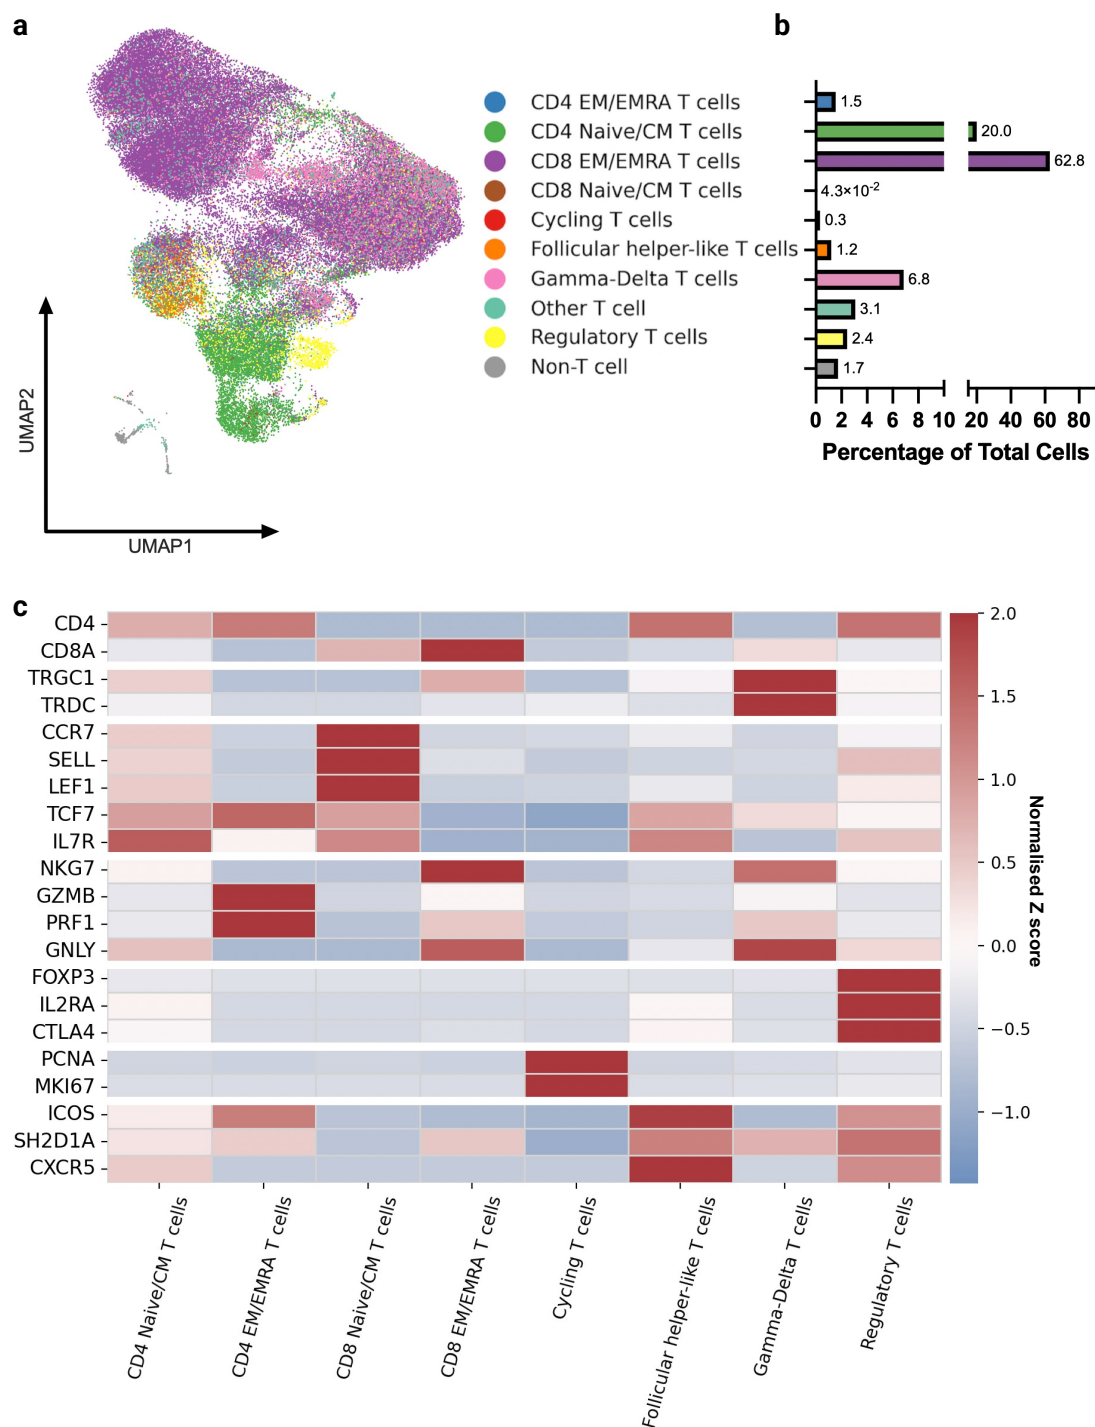 a
UMAP2
UMAP1
CD4 EM/EMRA T cells
CD4 Naive/CM T cells
CD8 EM/EMRA T cells
CD8 Naive/CM T cells
Cycling T cells
Follicular helper-like T cells
Gamma-Delta T cells
Other T cell
Regulatory T cells
Non-T cell
b
1.5
20.0
62.8
4.3×10⁻²
0.3
1.2
6.8
3.1
2.4
1.7
0 2 4 6 8 10 20 40 60 80
Percentage of Total Cells
c
CD4
CD8A
TRGC1
TRDC
CCR7
SELL
LEF1
TCF7
IL7R
NKG7
GZMB
PRF1
GNLY
FOXP3
IL2RA
CTLA4
PCNA
MKI67
ICOS
SH2D1A
CXCR5
CD4 Naive/CM T cells
CD4 EM/EMRA T cells
CD8 Naive/CM T cells
CD8 EM/EMRA T cells
Cycling T cells
Follicular helper-like T cells
Gamma-Delta T cells
Regulatory T cells
2.0
1.5
1.0
0.5
0.0
−0.5
−1.0
Normalised Z score